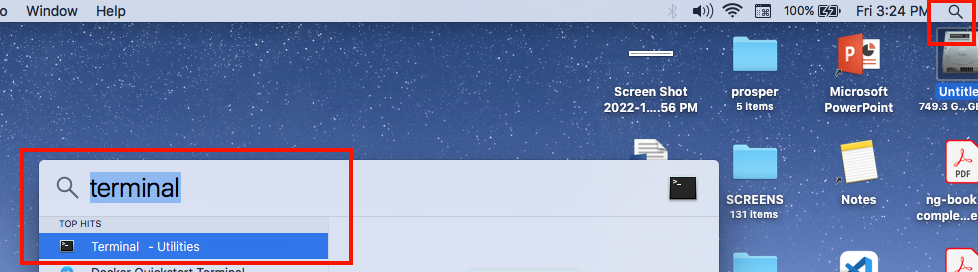 o Window Help 100% Fri 3:24 PM
Screen Shot
2022-1....56 PM
prosper
5 items
Microsoft
PowerPoint
Untitle
749.3 G...,GE
terminal
TOP HITS
Terminal - Utilities
Docker Quickstart Terminal
SCREENS
131 items
Notes
PDF
ng-book
comple...e